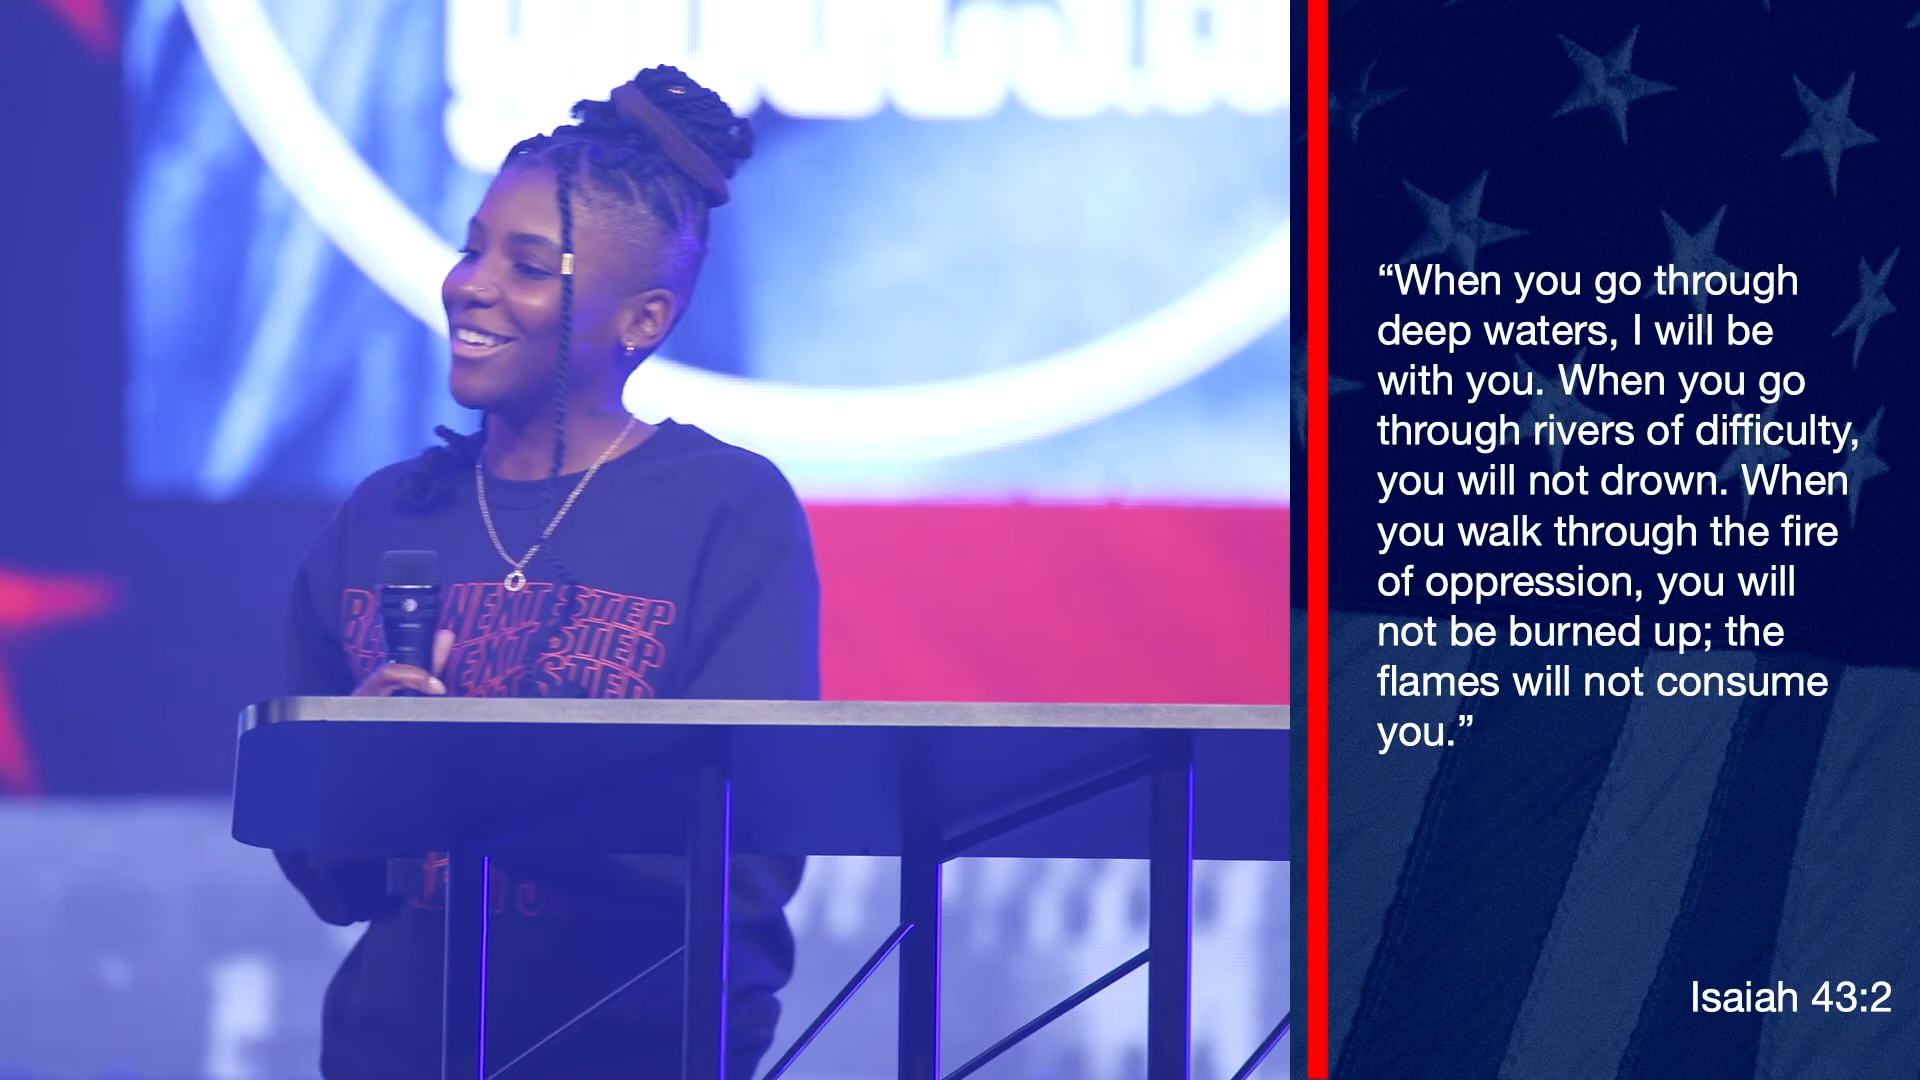 NEXT STEP
NEXT STEP
STEP
“When you go through
deep waters, I will be
with you. When you go
through rivers of difficulty,
you will not drown. When
you walk through the fire
of oppression, you will
not be burned up; the
flames will not consume
you.”
Isaiah 43:2